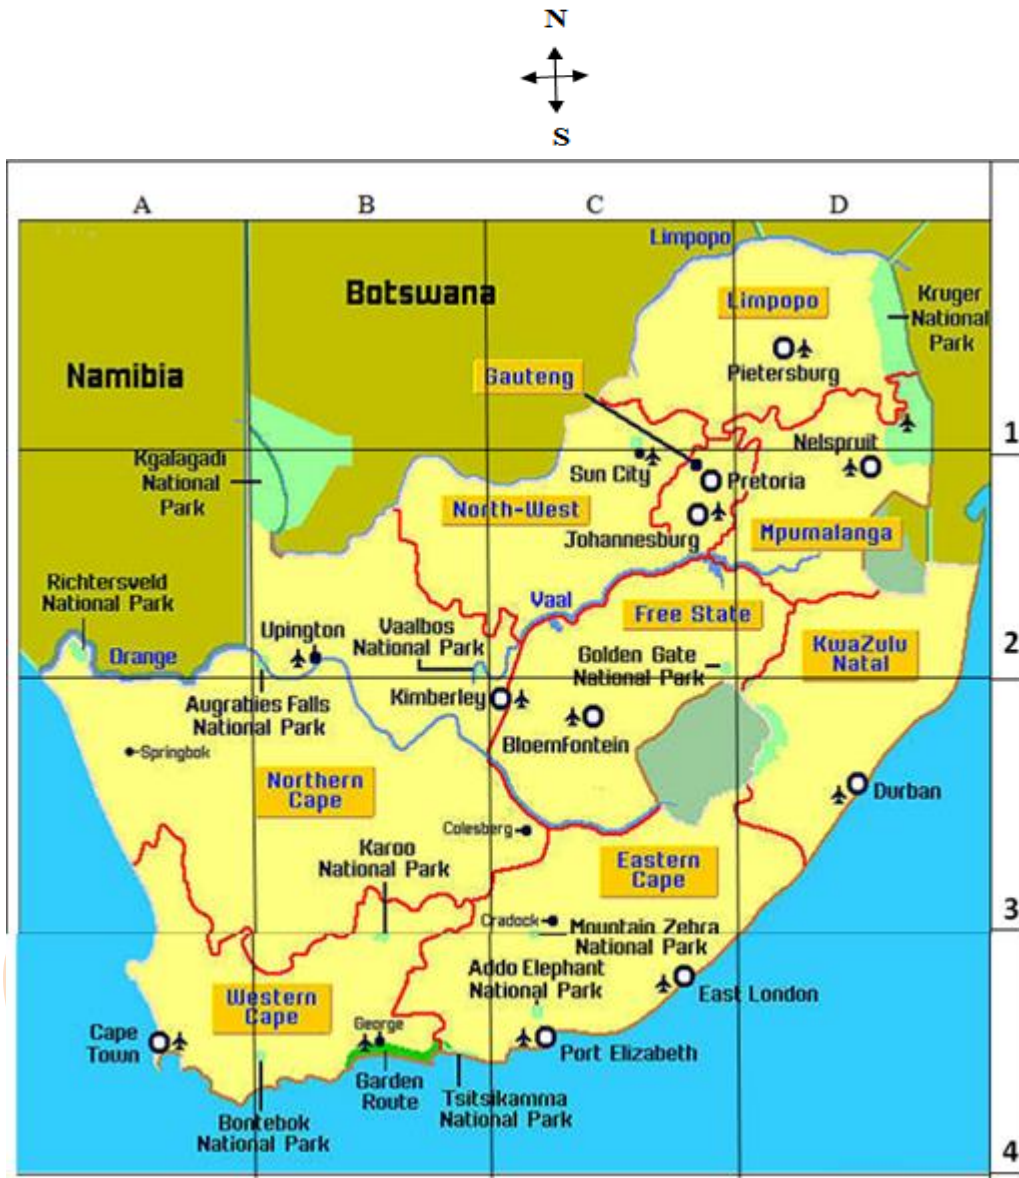 N
S
A B C D
Limpopo
Botswana
Limpopo
Kruger
National
Park
Namibia
Gauteng
Pietersburg
1
Kgalagadi
National
Park
Nelspruit
Sun City
Pretoria
North-West
Johannesburg
Mpumalanga
Richtersveld
National Park
Vaal
Free State
Orange
Upington
Vaalbos
National Park
Golden Gate
National Park
KwaZulu
Natal
2
Augrabies Falls
National Park
Kimberley
Bloemfontein
Springbok
Northern
Cape
Durban
Colesberg
Karoo
National Park
Eastern
Cape
Cradock
Mountain Zebra
National Park
3
Addo Elephant
National Park
East London
Western
Cape
Cape
Town
George
Port Elizabeth
Garden
Route
Tsitsikamma
National Park
Bontebok
National Park
4